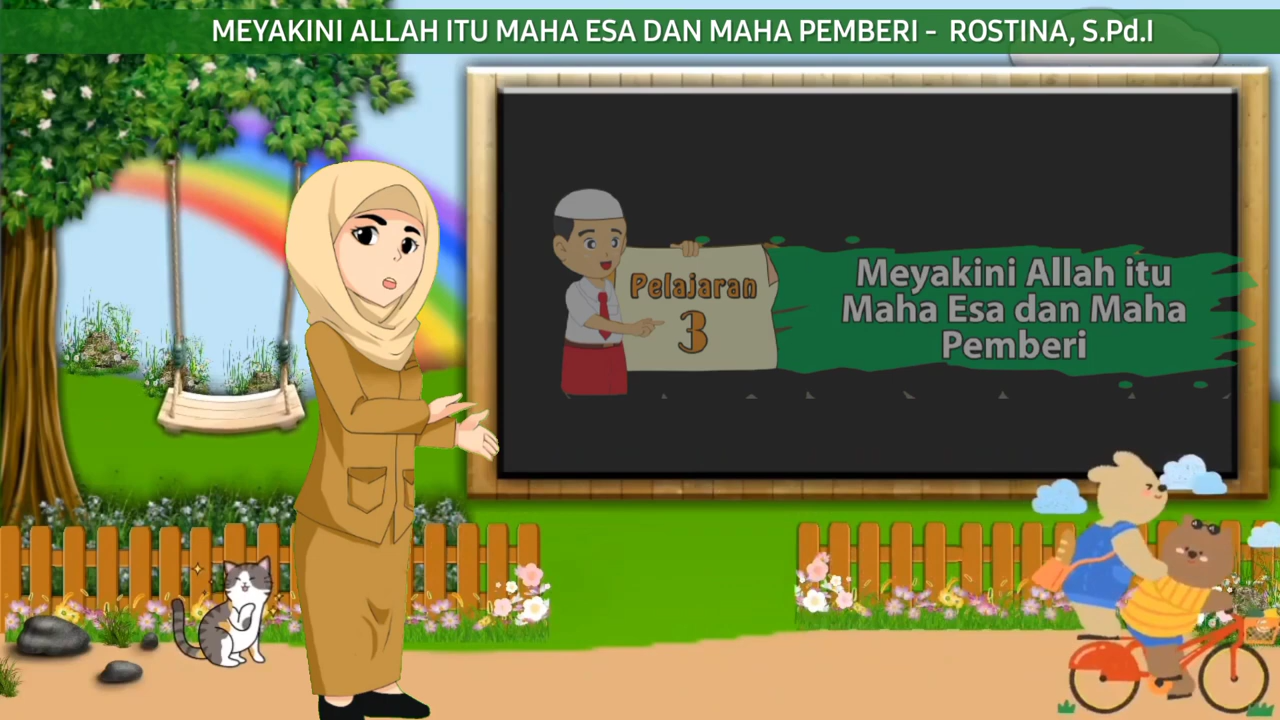 MEYAKINI ALLAH ITU MAHA ESA DAN MAHA PEMBERI - ROSTINA, S.Pd.I
Pelajaran
3
Meyakini Allah itu
Maha Esa dan Maha
Pemberi